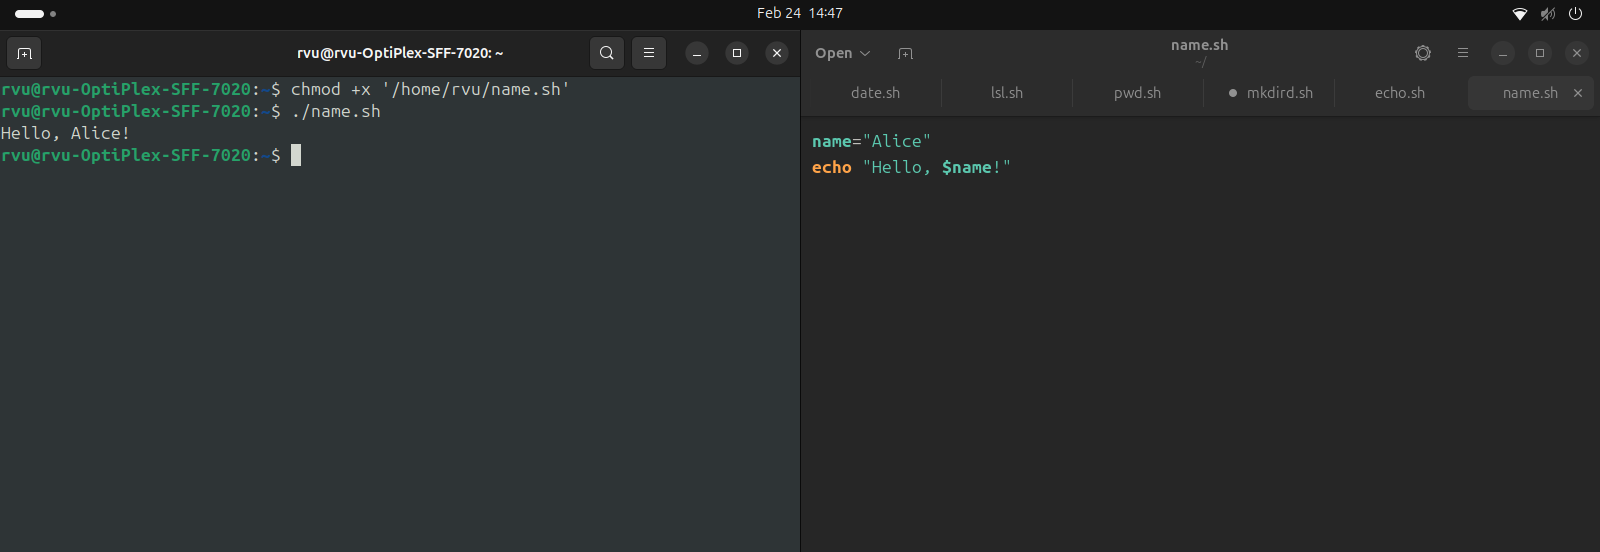 Feb 24 14:47
rvu@rvu-OptiPlex-SFF-7020: ~
rvu@rvu-OptiPlex-SFF-7020:~$ chmod +x '/home/rvu/name.sh'
rvu@rvu-OptiPlex-SFF-7020:~$ ./name.sh
Hello, Alice!
rvu@rvu-OptiPlex-SFF-7020:~$
Open
name.sh
~/
date.sh lsl.sh pwd.sh mkdird.sh echo.sh name.sh
name="Alice"
echo "Hello, $name!"